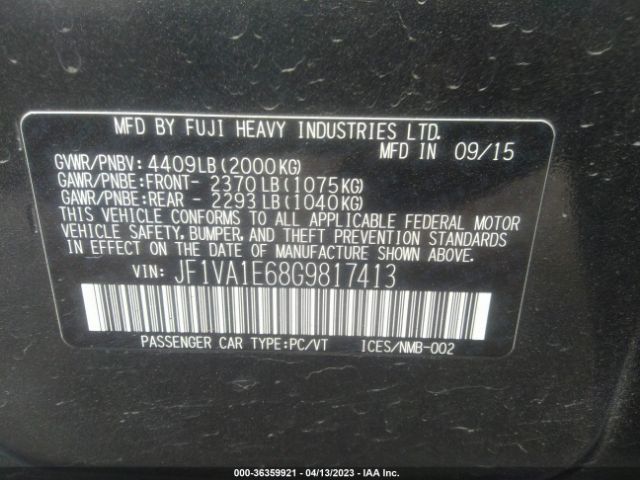 MFD BY FUJI HEAVY INDUSTRIES LTD.
MFD IN 09/15
GVWR/PNBV: 4409LB(2000KG)
GAWR/PNBE:FRONT- 2370LB(1075KG)
GAWR/PNBE:REAR - 2293LB(1040KG)
THIS VEHICLE CONFORMS TO ALL APPLICABLE FEDERAL MOTOR
VEHICLE SAFETY, BUMPER, AND THEFT PREVENTION STANDARDS
IN EFFECT ON THE DATE OF MANUFACTURE SHOWN ABOVE.
VIN: JF1VA1E68G9817413
PASSENGER CAR TYPE:PC/VT ICES/NMB-002
000-36359921 - 04/13/2023 - IAA Inc.